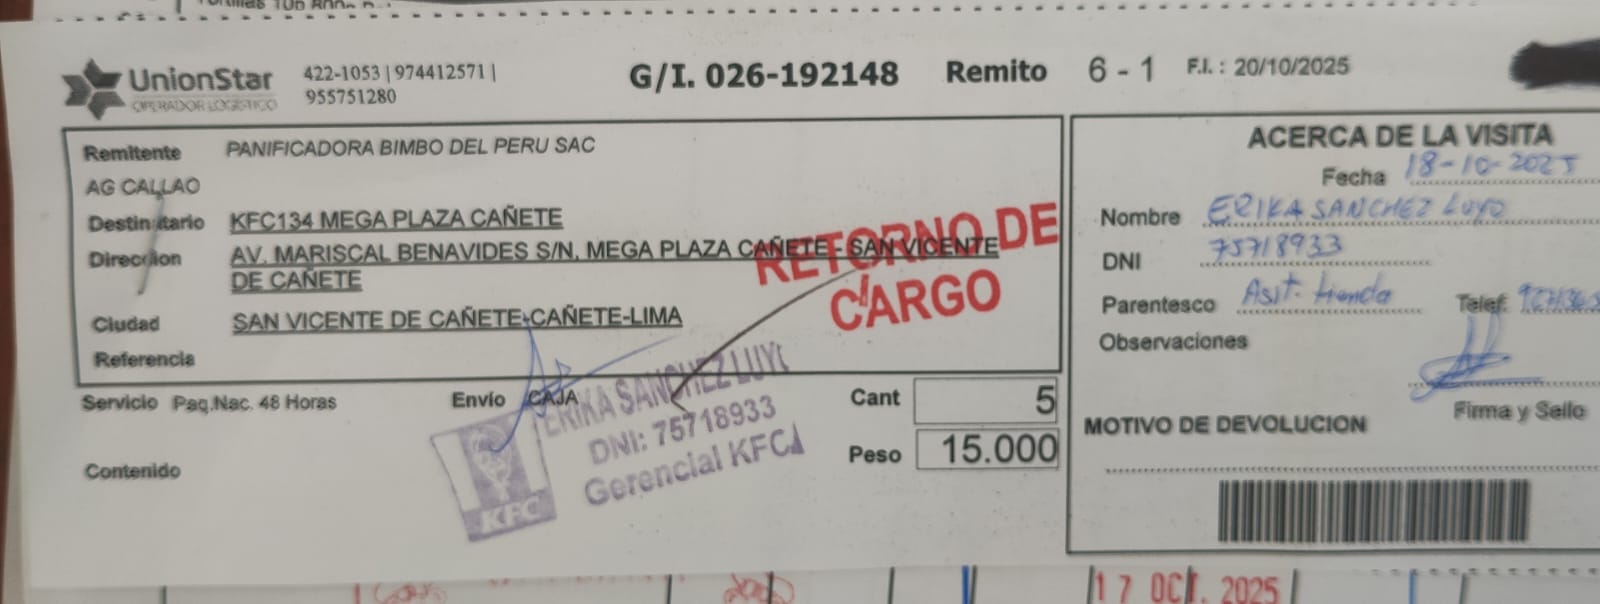 UnionStar
OPERADOR LOGISTICO
422-1053 | 974412571 |
955751280
G/I. 026-192148 Remito 6 - 1 F.I. : 20/10/2025
Remitente PANIFICADORA BIMBO DEL PERU SAC
AG CALLAO
Destinatario KFC134 MEGA PLAZA CAÑETE
Dirección AV. MARISCAL BENAVIDES S/N, MEGA PLAZA CAÑETE - SAN VICENTE
DE CAÑETE
Ciudad SAN VICENTE DE CAÑETE-CAÑETE-LIMA
Referencia
RETORNO DE
CARGO
Servicio Paq.Nac. 48 Horas Envío CAJA Cant 5
Contenido Peso 15.000
ERIKA SANCHEZ LUYO
DNI: 75718933
Gerencial KFC
KFC
ACERCA DE LA VISITA
Fecha 18-10-2025
Nombre ERIKA SANCHEZ LUYO
DNI 75718933
Parentesco Asit. tienda Telef.
Observaciones
Firma y Sello
MOTIVO DE DEVOLUCION
17 OCT. 2025